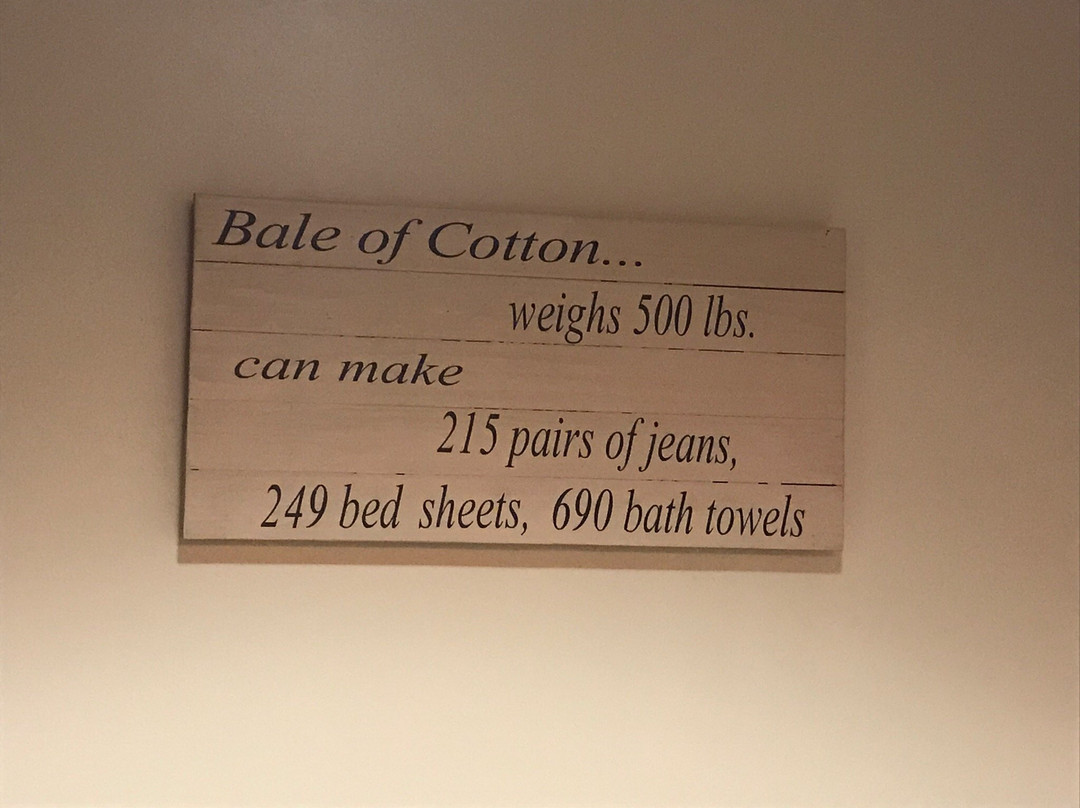 Bale of Cotton...
weighs 500 lbs.
can make
215 pairs of jeans,
249 bed sheets, 690 bath towels